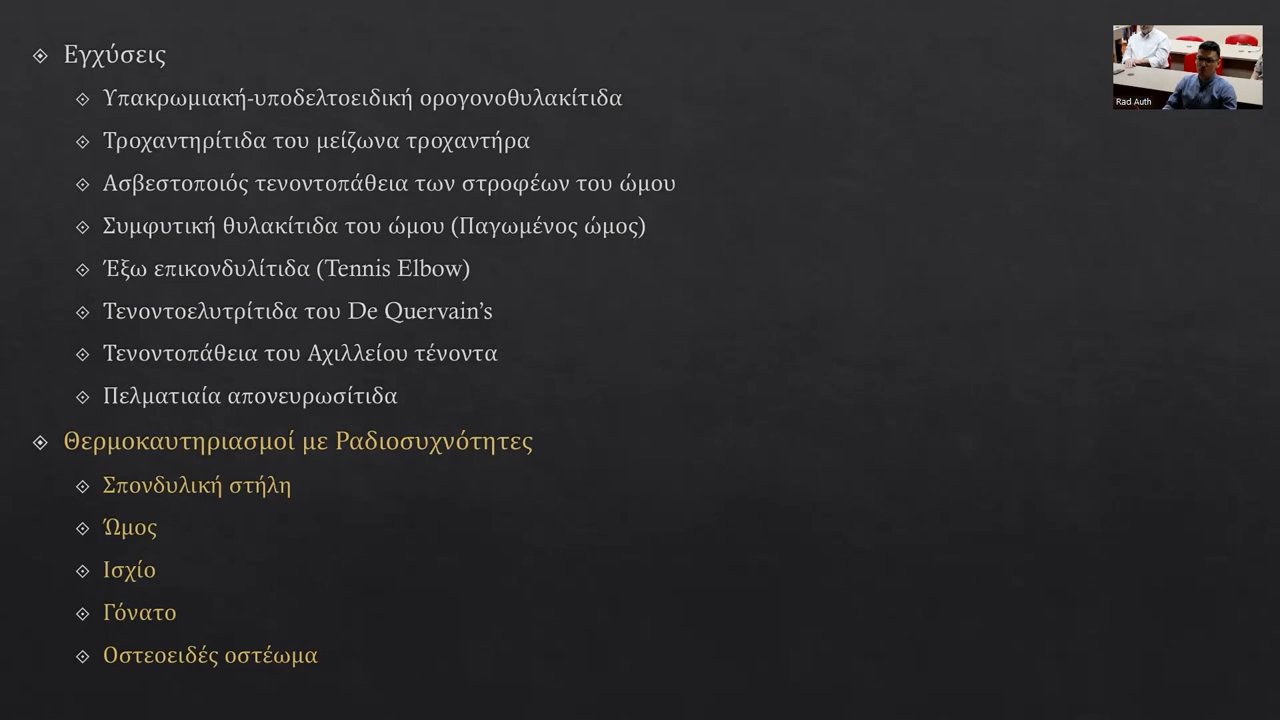 Εγχύσεις
Υπακρωμιακή-υποδελτοειδική ορογονοθυλακίτιδα
Τροχαντηρίτιδα του μείζωνα τροχαντήρα
Ασβεστοποιός τενοντοπάθεια των στροφέων του ώμου
Συμφυτική θυλακίτιδα του ώμου (Παγωμένος ώμος)
Έξω επικονδυλίτιδα (Tennis Elbow)
Τενοντοελυτρίτιδα του De Quervain’s
Τενοντοπάθεια του Αχιλλείου τένοντα
Πελματιαία απονευρωσίτιδα
Θερμοκαυτηριασμοί με Ραδιοσυχνότητες
Σπονδυλική στήλη
Ώμος
Ισχίο
Γόνατο
Οστεοειδές οστέωμα
Rad Auth